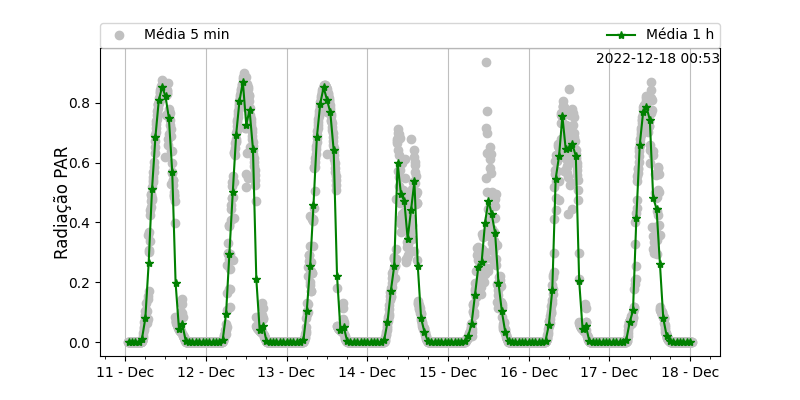 Média 5 min
Média 1 h
2022-12-18 00:53
Radiação PAR
0.8
0.6
0.4
0.2
0.0
11 - Dec
12 - Dec
13 - Dec
14 - Dec
15 - Dec
16 - Dec
17 - Dec
18 - Dec